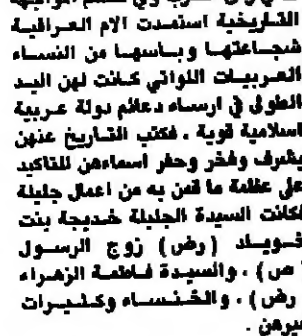 التاريخية استمدت الام العراقية
شجاعتها وباسها من النساء
العربيات اللواتي كانت لهن اليد
الطولى في ارساء دعائم دولة عربية
اسلامية قوية . فكتب التاريخ عنهن
بشرف وفخر وحفر اسماءهن للتاكيد
على عظمة ما قمن به من اعمال جليلة
فكانت السيدة الجليلة خديجة بنت
خويلد ( رض ) زوج الرسول
( ص ) . والسيدة فاطمة الزهراء
( رض ) . والخنساء وكثيرات
غيرهن .